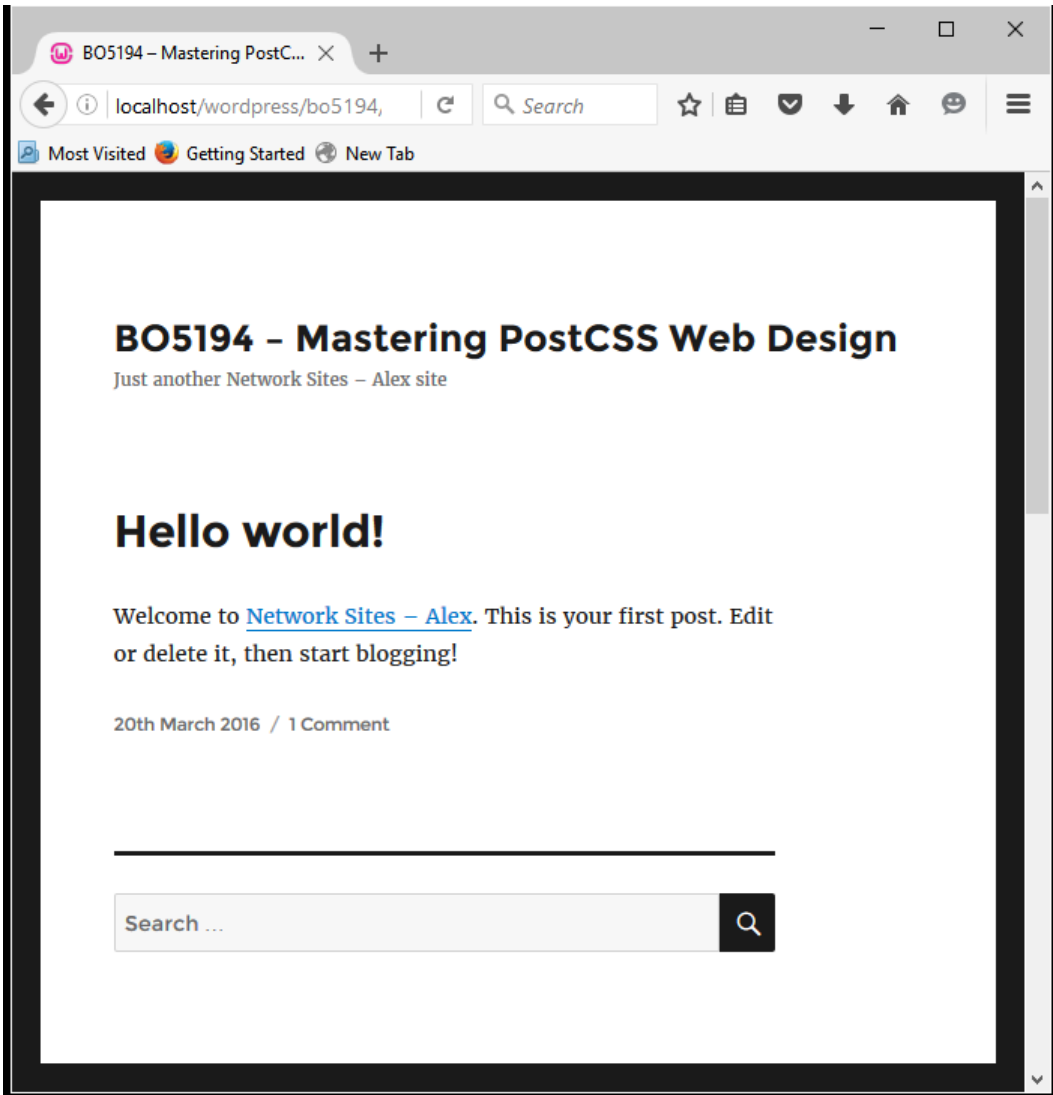 BO5194 – Mastering PostC...
localhost/wordpress/bo5194,
Search
Most Visited Getting Started New Tab
BO5194 – Mastering PostCSS Web Design
Just another Network Sites – Alex site
Hello world!
Welcome to Network Sites – Alex. This is your first post. Edit
or delete it, then start blogging!
20th March 2016 / 1 Comment
Search ...